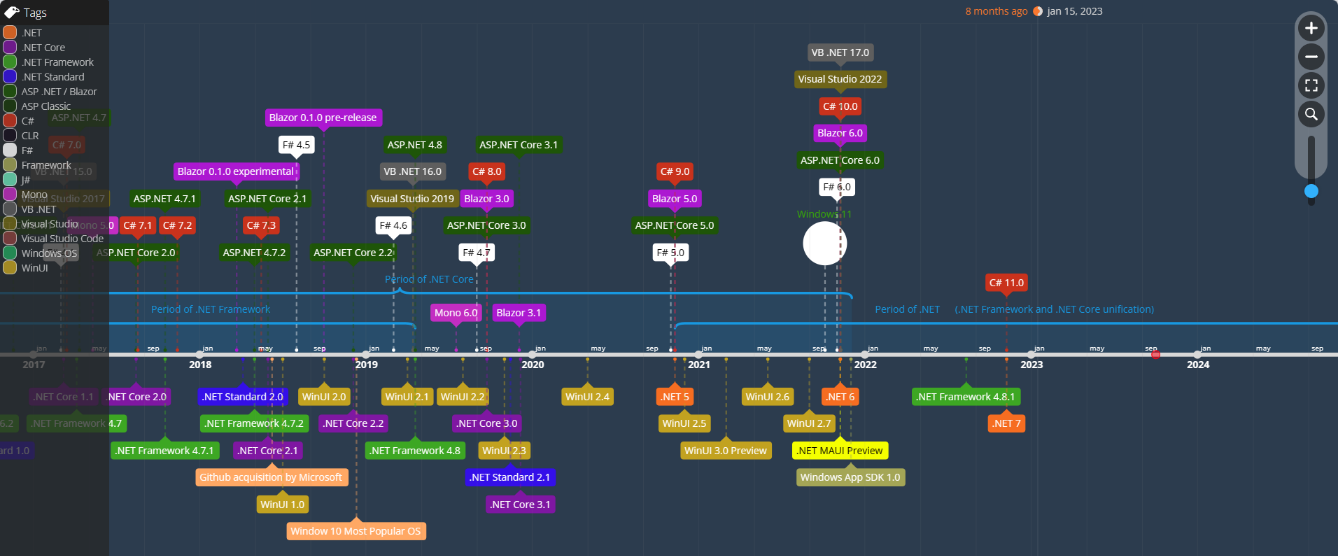 Tags
.NET
.NET Core
.NET Framework
.NET Standard
ASP .NET / Blazor
ASP Classic
C#
CLR
F#
Framework
J#
Mono
VB .NET
Visual Studio
Visual Studio Code
Windows OS
WinUI
8 months ago jan 15, 2023
VB .NET 17.0
Visual Studio 2022
C# 10.0
Blazor 0.1.0 pre-release
ASP.NET 4.7
Blazor 6.0
C# 7.0
F# 4.5
ASP.NET 4.8
ASP.NET Core 3.1
ASP.NET Core 6.0
VB .NET 15.0
Blazor 0.1.0 experimental
VB .NET 16.0
C# 8.0
C# 9.0
F# 6.0
Visual Studio 2017
ASP.NET 4.7.1
ASP.NET Core 2.1
Visual Studio 2019
Blazor 3.0
Blazor 5.0
Windows 11
Mono 5.0
C# 7.1
C# 7.2
C# 7.3
F# 4.6
ASP.NET Core 3.0
ASP.NET Core 5.0
ASP.NET Core 2.0
ASP.NET 4.7.2
ASP.NET Core 2.2
F# 4.7
F# 5.0
Period of .NET Core
C# 11.0
Period of .NET Framework
Mono 6.0
Blazor 3.1
Period of .NET (.NET Framework and .NET Core unification)
jan may sep jan may sep jan may sep jan may sep jan may sep jan may sep jan may sep jan may sep
2017 2018 2019 2020 2021 2022 2023 2024
.NET Core 1.1
.NET Core 2.0
.NET Standard 2.0
WinUI 2.0
WinUI 2.1
WinUI 2.2
WinUI 2.4
.NET 5
WinUI 2.6
.NET 6
.NET Framework 4.8.1
6.2
.NET Framework 4.7
.NET Framework 4.7.2
.NET Core 2.2
.NET Core 3.0
WinUI 2.5
WinUI 2.7
.NET 7
ard 1.0
.NET Framework 4.7.1
.NET Core 2.1
.NET Framework 4.8
WinUI 2.3
WinUI 3.0 Preview
.NET MAUI Preview
Github acquisition by Microsoft
.NET Standard 2.1
Windows App SDK 1.0
WinUI 1.0
.NET Core 3.1
Window 10 Most Popular OS